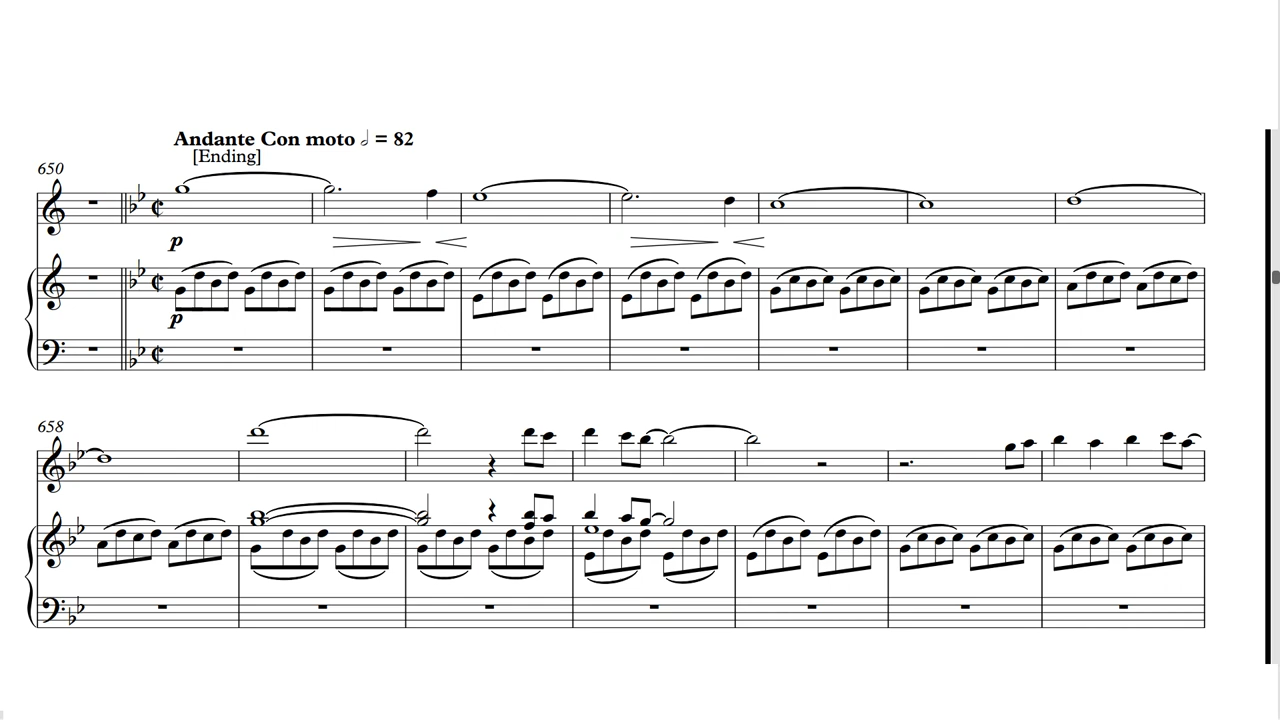 Andante Con moto 𝅗𝅥 = 82
[Ending]
650
p
p
658